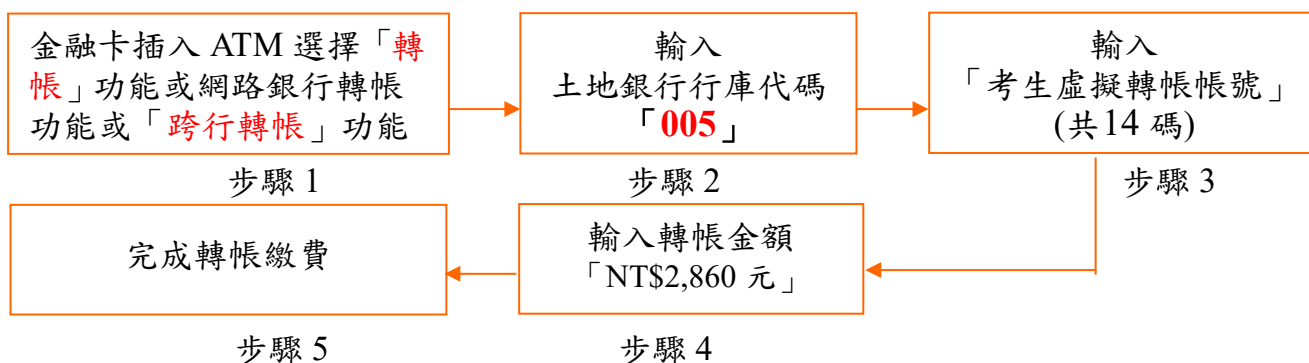 金融卡插入 ATM 選擇「轉
帳」功能或網路銀行轉帳
功能或「跨行轉帳」功能
步驟 1
輸入
土地銀行行庫代碼
「005」
步驟 2
輸入
「考生虛擬轉帳帳號」
(共14 碼)
步驟 3
輸入轉帳金額
「NT$2,860 元」
步驟 4
完成轉帳繳費
步驟 5